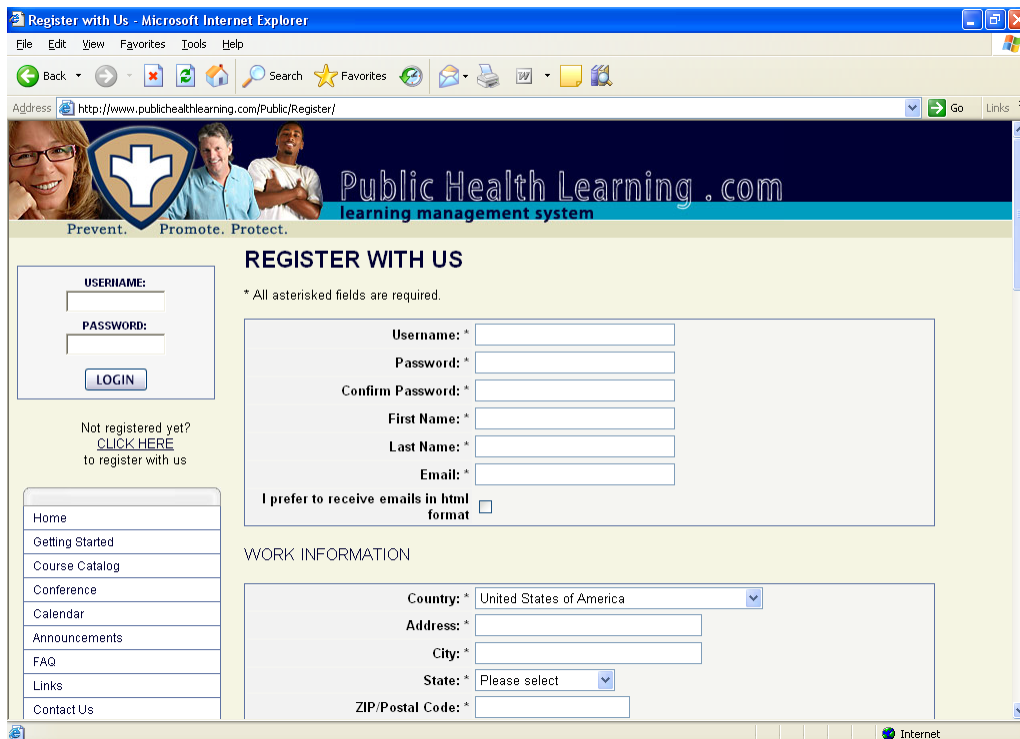 Register with Us - Microsoft Internet Explorer
File Edit View Favorites Tools Help
Back Search Favorites
Address http://www.publichealthlearning.com/Public/Register/ Go Links
Public Health Learning . com
learning management system
Prevent. Promote. Protect.
USERNAME:
PASSWORD:
LOGIN
Not registered yet?
CLICK HERE
to register with us
Home
Getting Started
Course Catalog
Conference
Calendar
Announcements
FAQ
Links
Contact Us
REGISTER WITH US
* All asterisked fields are required.
Username: *
Password: *
Confirm Password: *
First Name: *
Last Name: *
Email: *
I prefer to receive emails in html
format
WORK INFORMATION
Country: * United States of America
Address: *
City: *
State: * Please select
ZIP/Postal Code: *
Internet